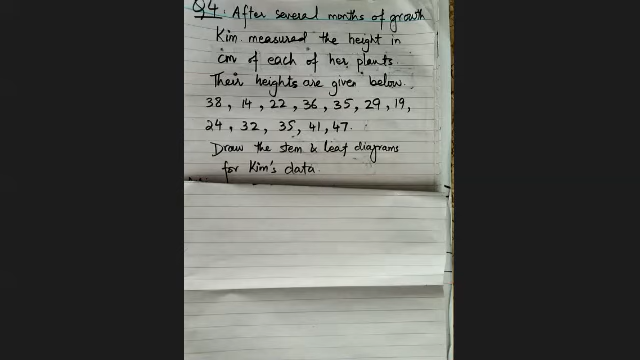 Q4. After several months of growth
Kim measured the height in
cm of each of her plants.
Their heights are given below.
38, 14, 22, 36, 35, 29, 19,
24, 32, 35, 41, 47.
Draw the stem & leaf diagrams
for Kim's data.